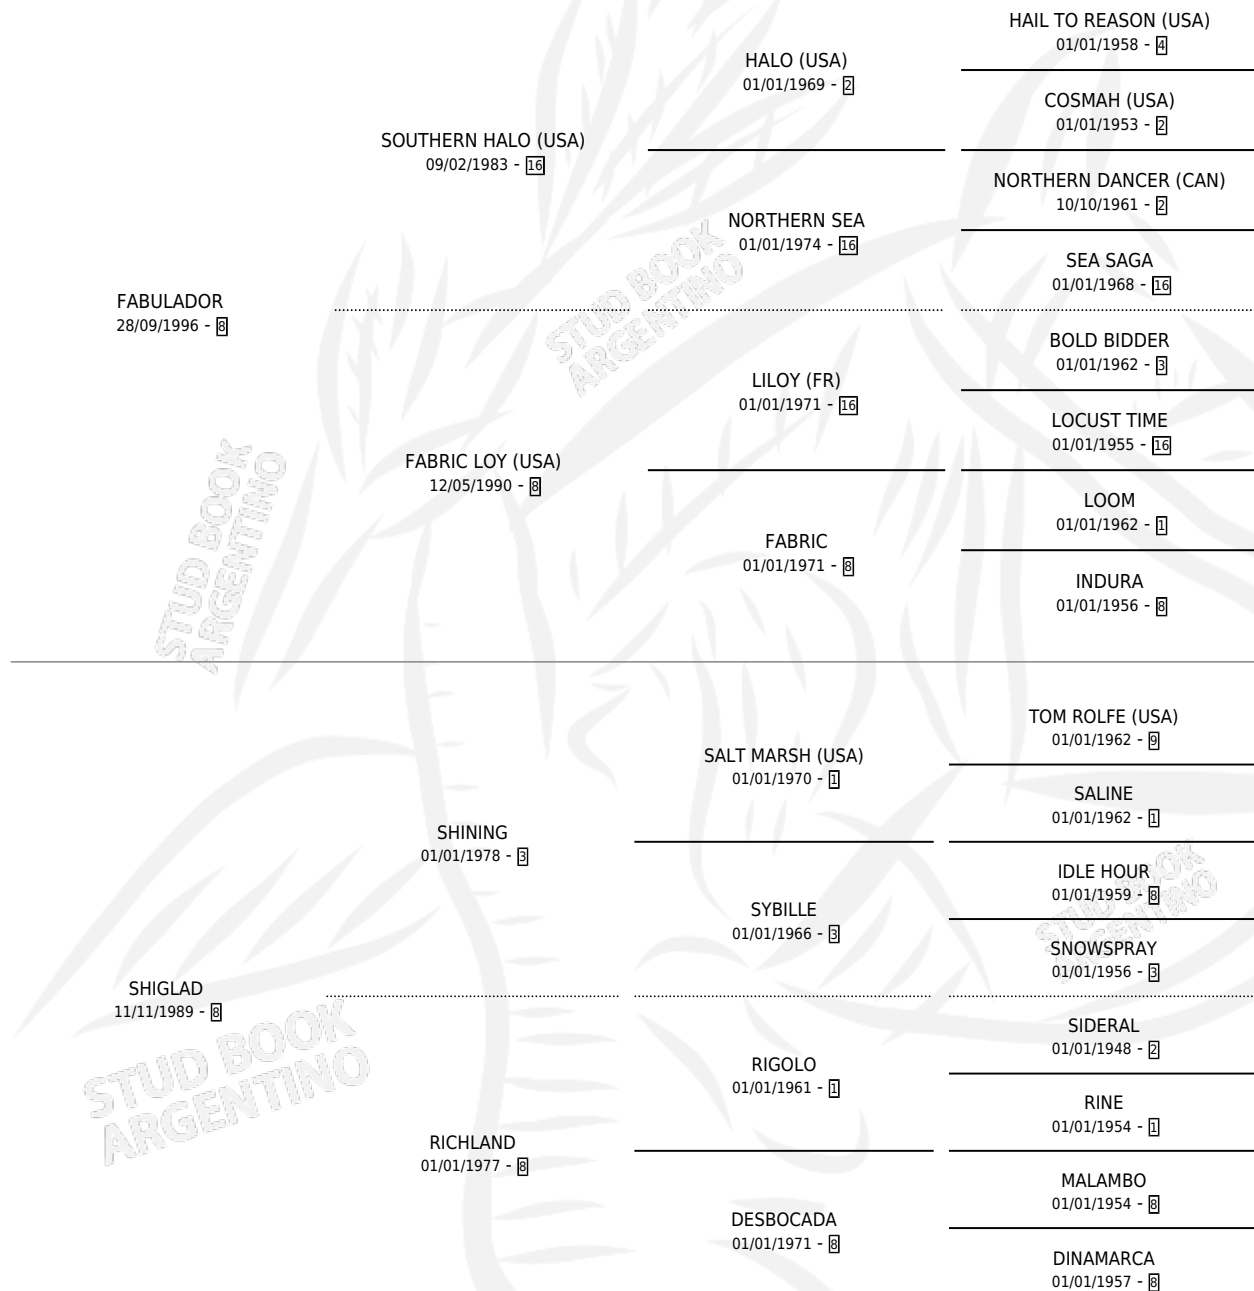 FABULADOR
28/09/1996 - 8
SOUTHERN HALO (USA)
09/02/1983 - 16
HALO (USA)
01/01/1969 - 2
HAIL TO REASON (USA)
01/01/1958 - 4
COSMAH (USA)
01/01/1953 - 2
NORTHERN SEA
01/01/1974 - 16
NORTHERN DANCER (CAN)
10/10/1961 - 2
SEA SAGA
01/01/1968 - 16
FABRIC LOY (USA)
12/05/1990 - 8
LILOY (FR)
01/01/1971 - 16
BOLD BIDDER
01/01/1962 - 3
LOCUST TIME
01/01/1955 - 16
FABRIC
01/01/1971 - 8
LOOM
01/01/1962 - 1
INDURA
01/01/1956 - 8
SHIGLAD
11/11/1989 - 8
SHINING
01/01/1978 - 3
SALT MARSH (USA)
01/01/1970 - 1
TOM ROLFE (USA)
01/01/1962 - 9
SALINE
01/01/1962 - 1
SYBILLE
01/01/1966 - 3
IDLE HOUR
01/01/1959 - 8
SNOWSPRAY
01/01/1956 - 3
RICHLAND
01/01/1977 - 8
RIGOLO
01/01/1961 - 1
SIDERAL
01/01/1948 - 2
RINE
01/01/1954 - 1
DESBOCADA
01/01/1971 - 8
MALAMBO
01/01/1954 - 8
DINAMARCA
01/01/1957 - 8
STUD BOOK
ARGENTINO
STUD BOOK
ARGENTINO
STUD BOOK
ARGENTINO
STUD BOOK
ARGENTINO